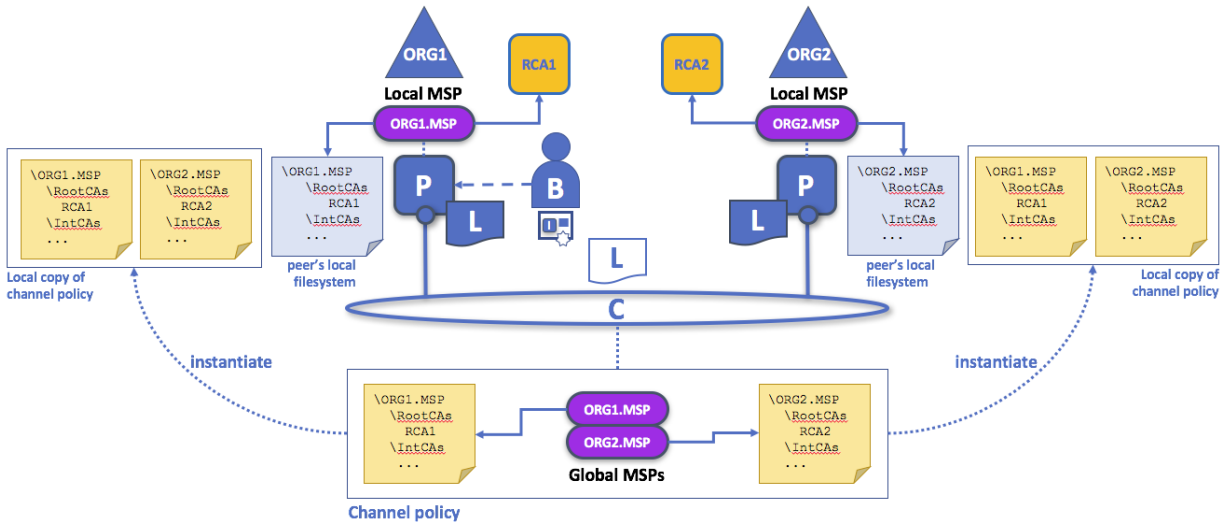 ORG1
RCA1
Local MSP
ORG1.MSP
RCA2
ORG2
Local MSP
ORG2.MSP
\ORG1.MSP
\RootCAs
RCA1
\IntCAs
...
\ORG2.MSP
\RootCAs
RCA2
\IntCAs
...
Local copy of
channel policy
\ORG1.MSP
\RootCAs
RCA1
\IntCAs
...
peer's local
filesystem
P
L
B
I
L
P
L
\ORG2.MSP
\RootCAs
RCA2
\IntCAs
...
peer's local
filesystem
\ORG1.MSP
\RootCAs
RCA1
\IntCAs
...
\ORG2.MSP
\RootCAs
RCA2
\IntCAs
...
Local copy of
channel policy
C
instantiate
instantiate
\ORG1.MSP
\RootCAs
RCA1
\IntCAs
...
ORG1.MSP
ORG2.MSP
Global MSPs
\ORG2.MSP
\RootCAs
RCA2
\IntCAs
...
Channel policy